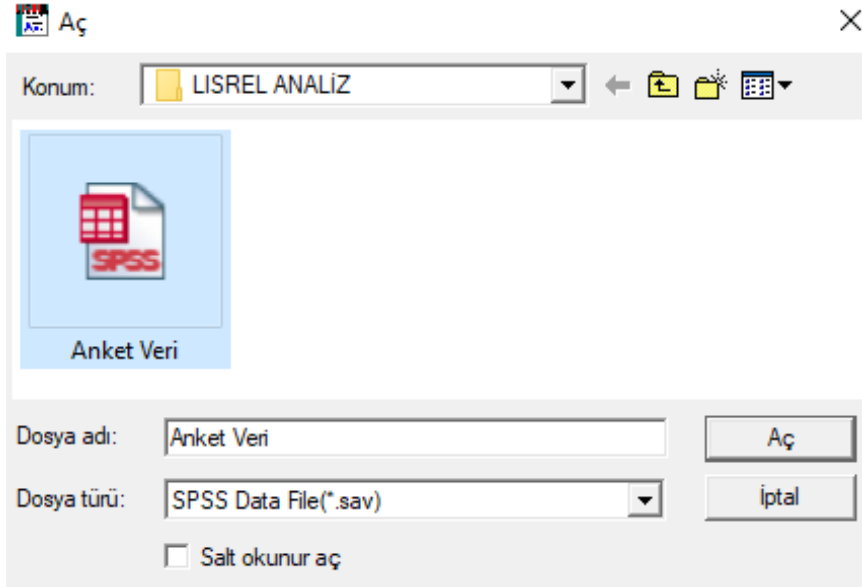 Aç
Konum: LISREL ANALİZ
SPSS
Anket Veri
Dosya adı: Anket Veri Aç
Dosya türü: SPSS Data File(*.sav) İptal
Salt okunur aç